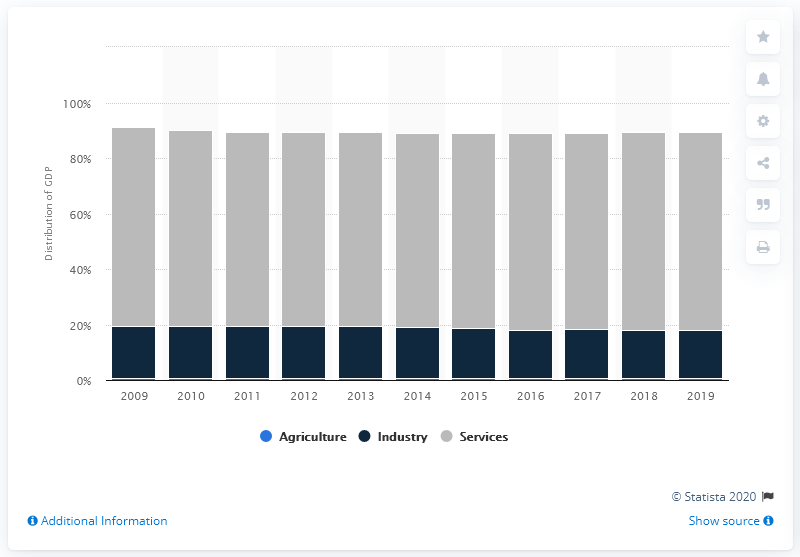 Distribution of GDP
100%
80%
60%
40%
20%
0%
2009 2010 2011 2012 2013 2014 2015 2016 2017 2018 2019
Agriculture Industry Services
© Statista 2020
Additional Information Show source